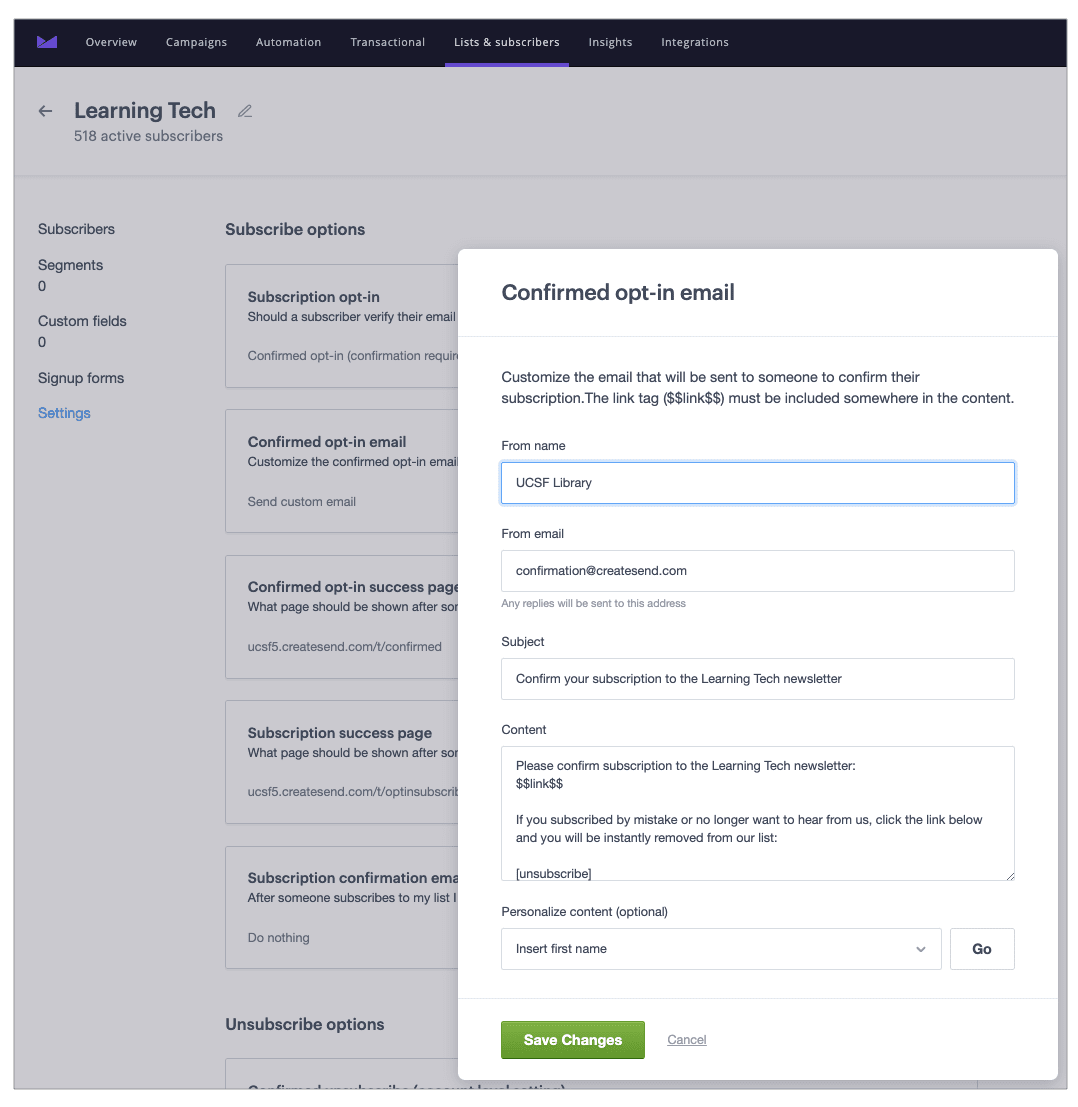 Overview Campaigns Automation Transactional Lists & subscribers Insights Integrations
Learning Tech
518 active subscribers
Subscribers
Segments
0
Custom fields
0
Signup forms
Settings
Subscribe options
Subscription opt-in
Should a subscriber verify their email
Confirmed opt-in (confirmation
Confirmed opt-in email
Customize the confirmed opt-in email
Send custom email
Confirmed opt-in success page
What page should be shown after
ucsf5.createsend.com/t/confirmed
Subscription success page
What page should be shown after
ucsf5.createsend.com/t/optinsubscrib
Subscription confirmation
After someone subscribes to my list I
Do nothing
Unsubscribe options
Confirmed unsubscribe (account level setting)
Confirmed opt-in email
Customize the email that will be sent to someone to confirm their
subscription.The link tag ($$link$$) must be included somewhere in the content.
From name
UCSF Library
From email
confirmation@createsend.com
Any replies will be sent to this address
Subject
Confirm your subscription to the Learning Tech newsletter
Content
Please confirm subscription to the Learning Tech newsletter:
$$link$$
If you subscribed by mistake or no longer want to hear from us, click the link below
and you will be instantly removed from our list:
[unsubscribe]
Personalize content (optional)
Insert first name
Go
Save Changes Cancel